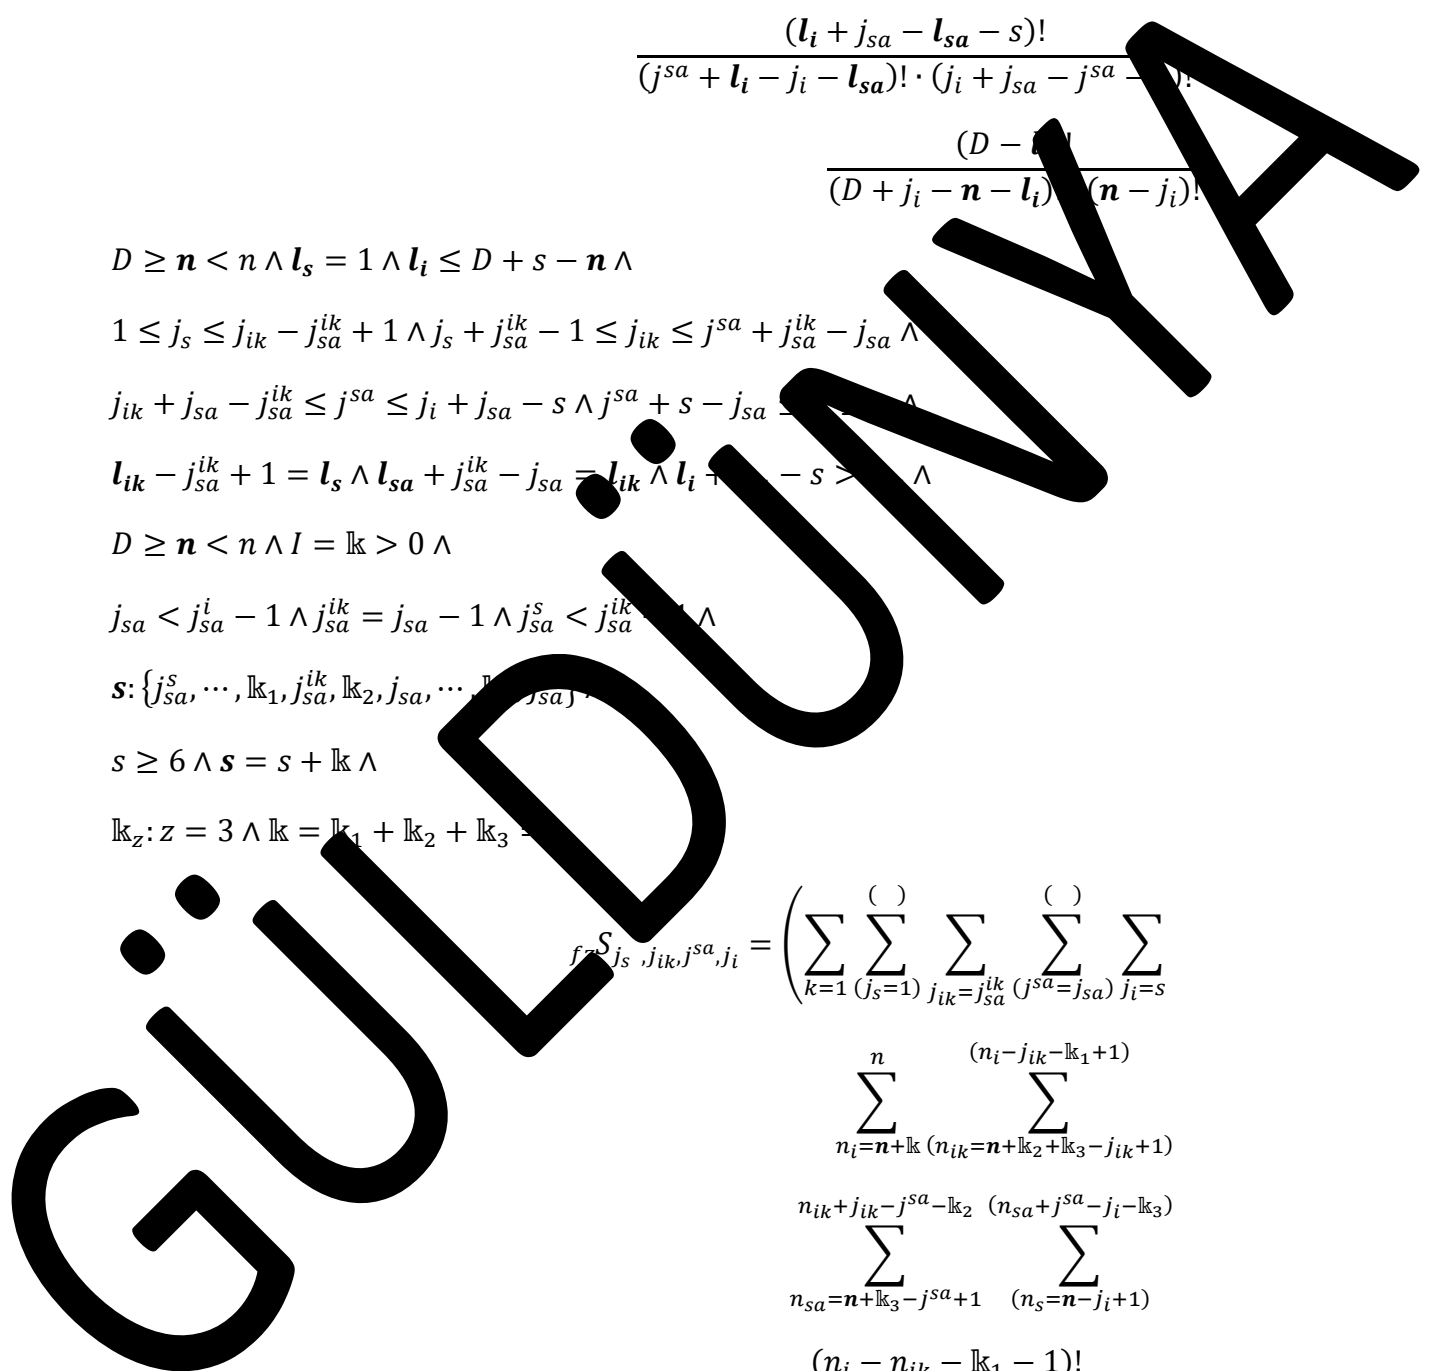 (l_i + j_sa − l_sa − s)!
(j^sa + l_i − j_i − l_sa)! · (j_i + j_sa − j^sa − )!
(D − )!
(D + j_i − n − l_i)! · (n − j_i)!
D ≥ n < n ∧ l_s = 1 ∧ l_i ≤ D + s − n ∧
1 ≤ j_s ≤ j_ik − j_sa^ik + 1 ∧ j_s + j_sa^ik − 1 ≤ j_ik ≤ j^sa + j_sa^ik − j_sa ∧
j_ik + j_sa − j_sa^ik ≤ j^sa ≤ j_i + j_sa − s ∧ j^sa + s − j_sa ≤ ∧
l_ik − j_sa^ik + 1 = l_s ∧ l_sa + j_sa^ik − j_sa = l_ik ∧ l_i + − s > ∧
D ≥ n < n ∧ I = 𝕜 > 0 ∧
j_sa < j_sa^i − 1 ∧ j_sa^ik = j_sa − 1 ∧ j_sa^s < j_sa^ik − 1 ∧
s: {j_sa^s, ⋯ , 𝕜_1, j_sa^ik, 𝕜_2, j_sa, ⋯ , j_sa} ∧
s ≥ 6 ∧ s = s + 𝕜 ∧
𝕜_z: z = 3 ∧ 𝕜 = 𝕜_1 + 𝕜_2 + 𝕜_3
GÜLDÜNYA
fz S_{j_s ,j_ik,j^sa,j_i} = ( ∑_{k=1} ∑_{(j_s=1)}^{( )} ∑_{j_ik=j_sa^ik} ∑_{(j^sa=j_sa)}^{( )} ∑_{j_i=s}
∑_{n_i=n+𝕜}^{n} ∑_{(n_ik=n+𝕜_2+𝕜_3−j_ik+1)}^{(n_i−j_ik−𝕜_1+1)}
∑_{n_sa=n+𝕜_3−j^sa+1}^{n_ik+j_ik−j^sa−𝕜_2} ∑_{(n_s=n−j_i+1)}^{(n_sa+j^sa−j_i−𝕜_3)}
(n_i − n_ik − 𝕜_1 − 1)!